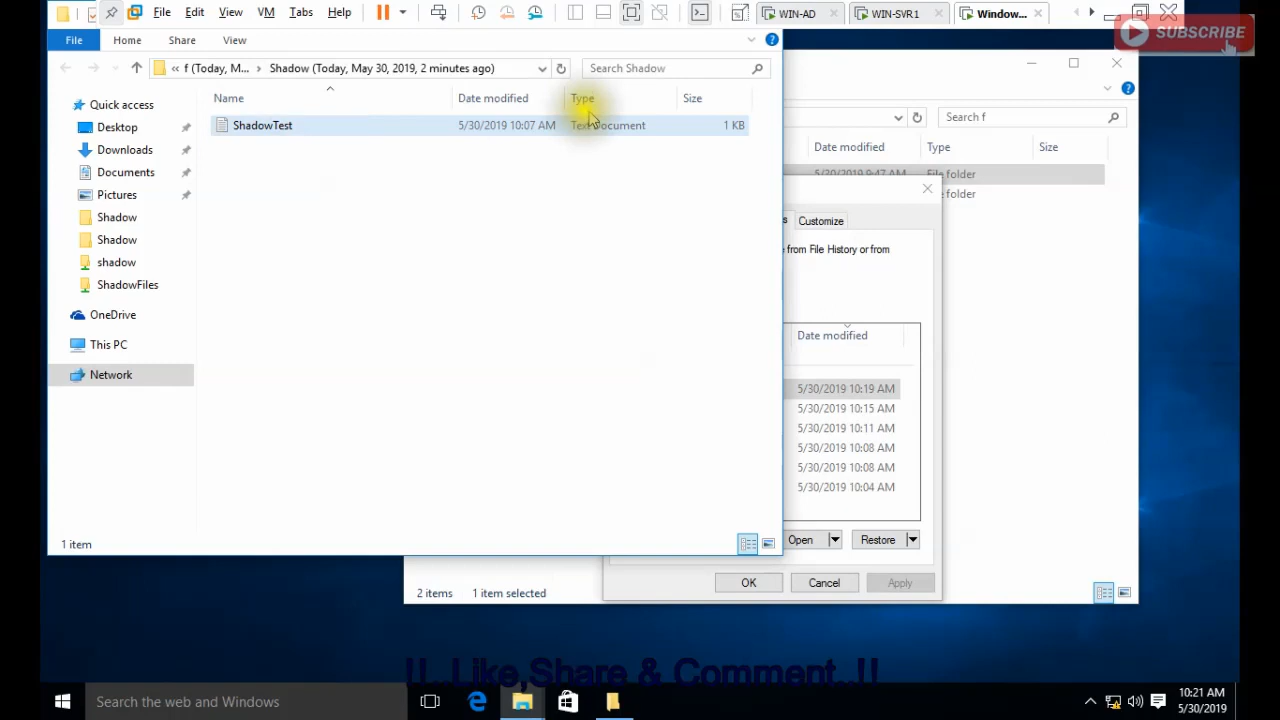 File Edit View VM Tabs Help WIN-AD WIN-SVR1 Window...
SUBSCRIBE
File Home Share View
f (Today, M... Shadow (Today, May 30, 2019, 2 minutes ago) Search Shadow
Name Date modified Type Size
ShadowTest 5/30/2019 10:07 AM Text Document 1 KB
Quick access
Desktop
Downloads
Documents
Pictures
Shadow
Shadow
shadow
ShadowFiles
OneDrive
This PC
Network
1 item
Search f
Date modified Type Size
5/30/2019 9:47 AM File folder
folder
Customize
from File History or from
Date modified
5/30/2019 10:19 AM
5/30/2019 10:15 AM
5/30/2019 10:11 AM
5/30/2019 10:08 AM
5/30/2019 10:08 AM
5/30/2019 10:04 AM
Open Restore
OK Cancel Apply
2 items 1 item selected
!!..Like,Share & Comment..!!
Search the web and Windows
10:21 AM
5/30/2019